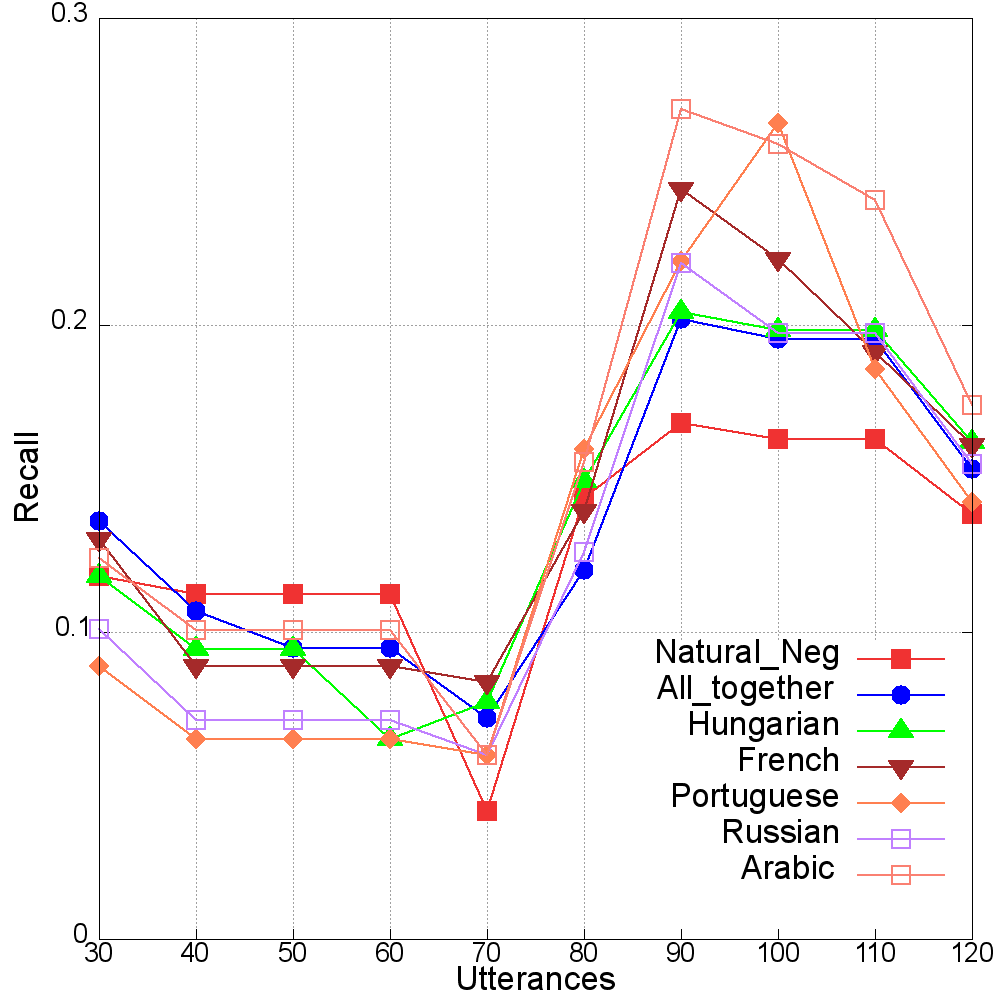 0.3
0.2
0.1
0
Recall
Natural_Neg
All_together
Hungarian
French
Portuguese
Russian
Arabic
30 40 50 60 70 80 90 100 110 120
Utterances